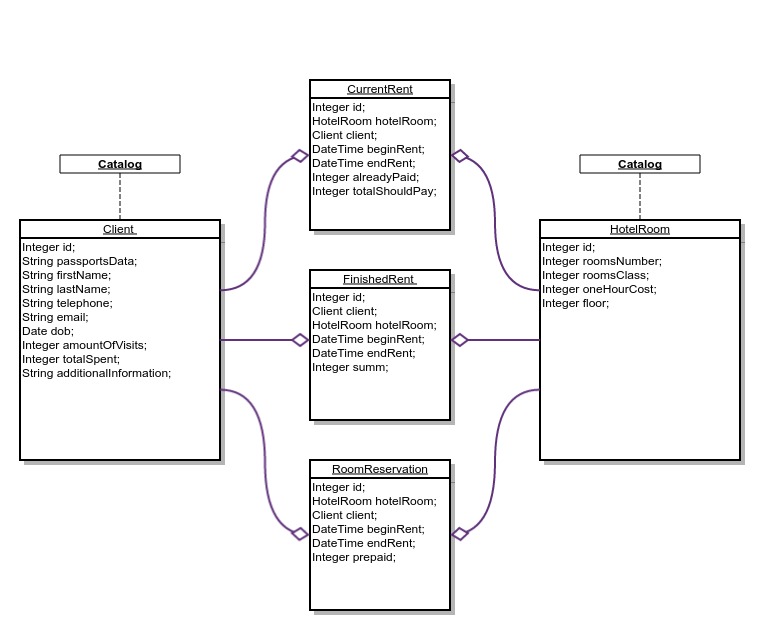 CurrentRent
Integer id;
HotelRoom hotelRoom;
Client client;
DateTime beginRent;
DateTime endRent;
Integer alreadyPaid;
Integer totalShouldPay;
Catalog
Client
Integer id;
String passportsData;
String firstName;
String lastName;
String telephone;
String email;
Date dob;
Integer amountOfVisits;
Integer totalSpent;
String additionalInformation;
FinishedRent
Integer id;
Client client;
HotelRoom hotelRoom;
DateTime beginRent;
DateTime endRent;
Integer summ;
RoomReservation
Integer id;
HotelRoom hotelRoom;
Client client;
DateTime beginRent;
DateTime endRent;
Integer prepaid;
Catalog
HotelRoom
Integer id;
Integer roomsNumber;
Integer roomsClass;
Integer oneHourCost;
Integer floor;